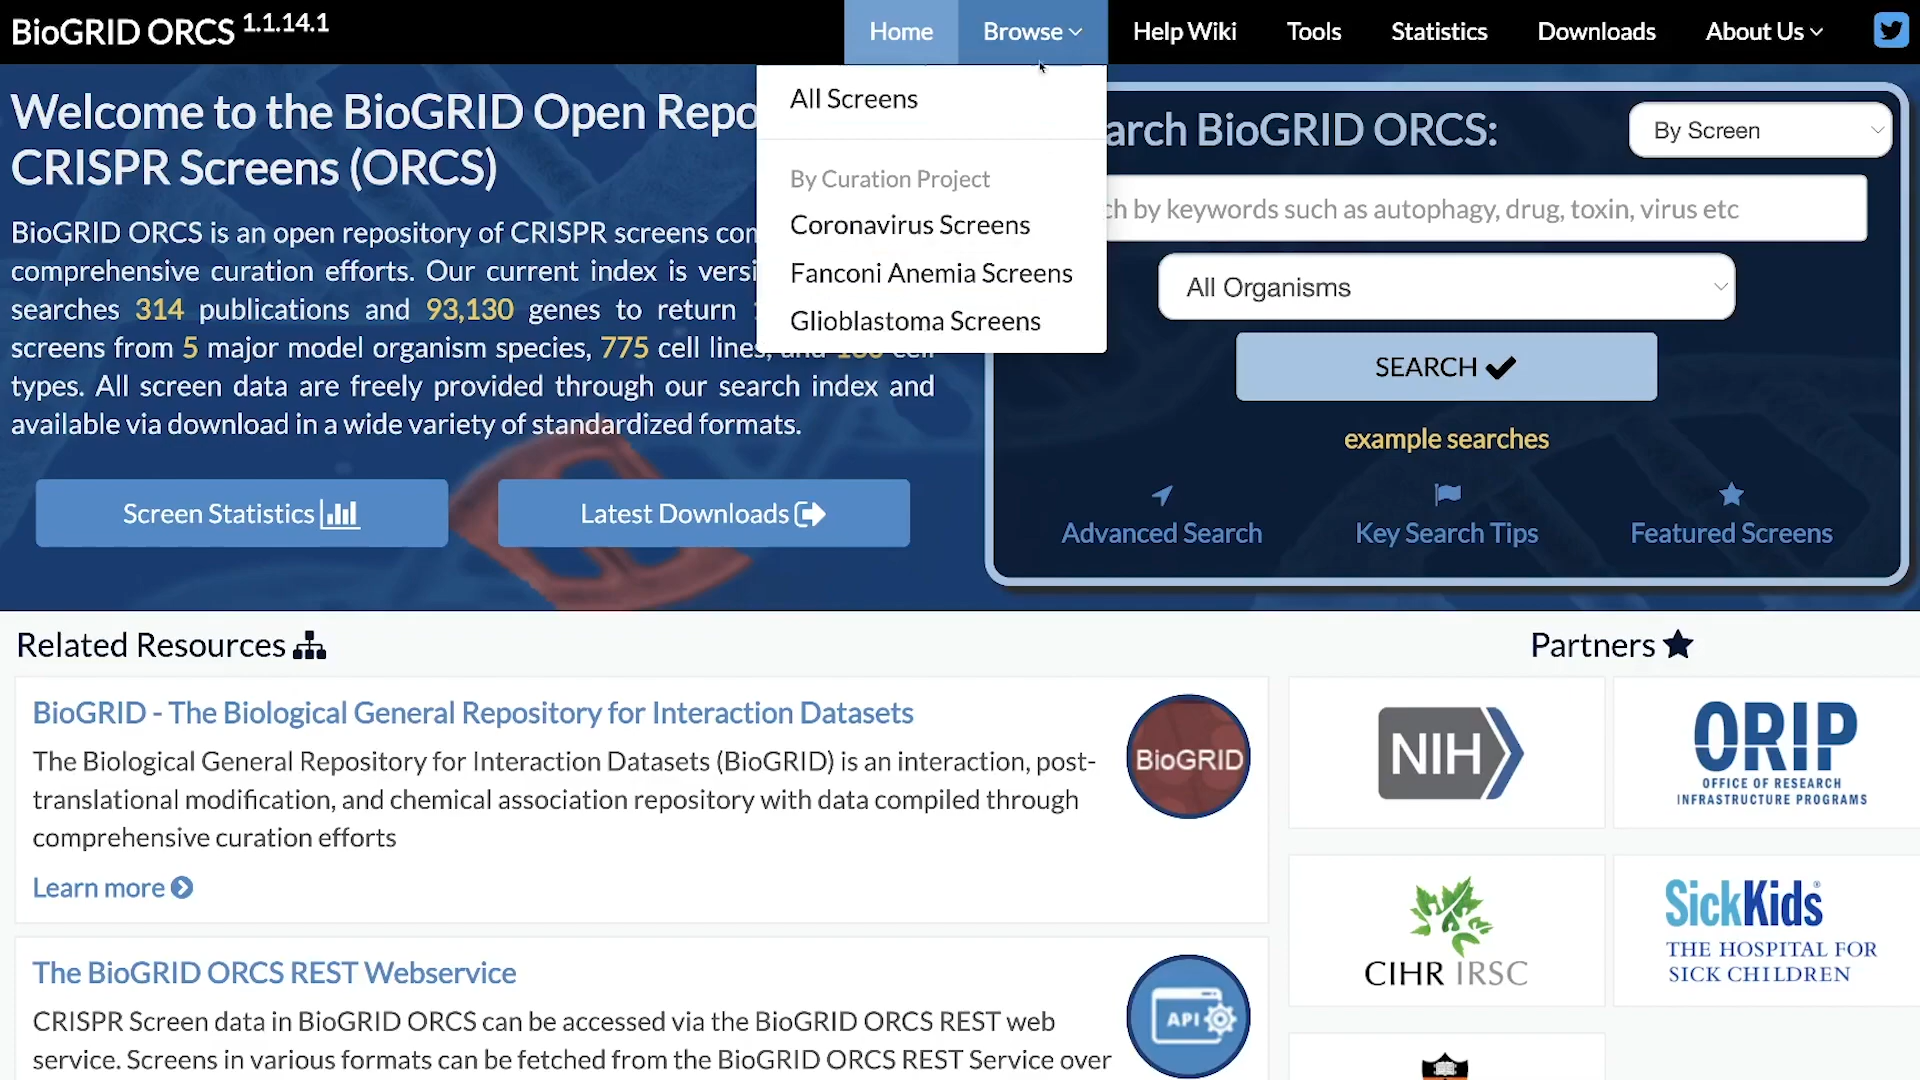 BioGRID ORCS 1.1.14.1
Home Browse Help Wiki Tools Statistics Downloads About Us
Welcome to the BioGRID Open Repo
CRISPR Screens (ORCS)
BioGRID ORCS is an open repository of CRISPR screens com
comprehensive curation efforts. Our current index is versi
searches 314 publications and 93,130 genes to return
screens from 5 major model organism species, 775 cell lines, and cell
types. All screen data are freely provided through our search index and
available via download in a wide variety of standardized formats.
Screen Statistics
Latest Downloads
All Screens
By Curation Project
Coronavirus Screens
Fanconi Anemia Screens
Glioblastoma Screens
arch BioGRID ORCS:
By Screen
ch by keywords such as autophagy, drug, toxin, virus etc
All Organisms
SEARCH
example searches
Advanced Search
Key Search Tips
Featured Screens
Related Resources
BioGRID - The Biological General Repository for Interaction Datasets
The Biological General Repository for Interaction Datasets (BioGRID) is an interaction, post-
translational modification, and chemical association repository with data compiled through
comprehensive curation efforts
Learn more
BioGRID
The BioGRID ORCS REST Webservice
CRISPR Screen data in BioGRID ORCS can be accessed via the BioGRID ORCS REST web
service. Screens in various formats can be fetched from the BioGRID ORCS REST Service over
API
Partners
NIH
ORIP
OFFICE OF RESEARCH
INFRASTRUCTURE PROGRAMS
CIHR IRSC
SickKids®
THE HOSPITAL FOR
SICK CHILDREN